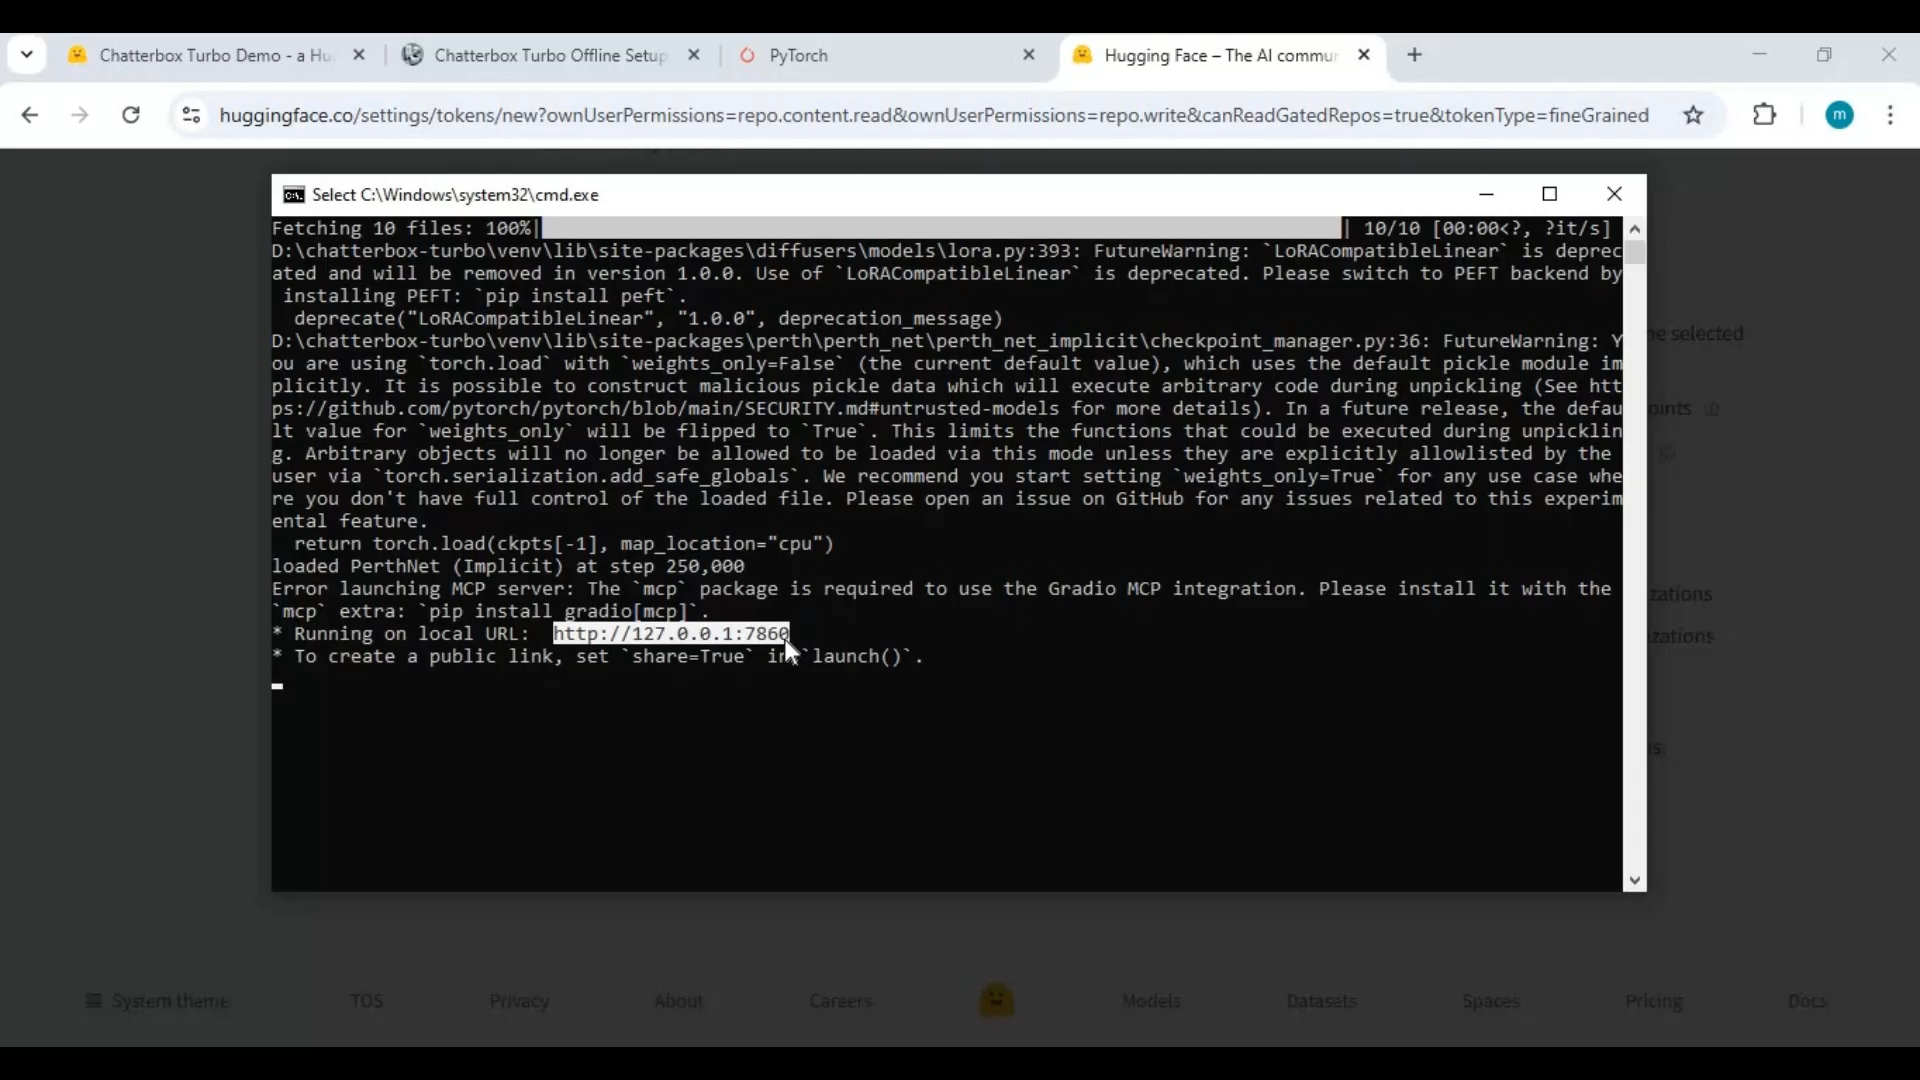 Chatterbox Turbo Demo - a Hu
Chatterbox Turbo Offline Setup
PyTorch
Hugging Face – The AI commun
huggingface.co/settings/tokens/new?ownUserPermissions=repo.content.read&ownUserPermissions=repo.write&canReadGatedRepos=true&tokenType=fineGrained
m
Select C:\Windows\system32\cmd.exe
Fetching 10 files: 100%| | 10/10 [00:00<?, ?it/s]
D:\chatterbox-turbo\venv\lib\site-packages\diffusers\models\lora.py:393: FutureWarning: `LoRACompatibleLinear` is deprec
ated and will be removed in version 1.0.0. Use of `LoRACompatibleLinear` is deprecated. Please switch to PEFT backend by
installing PEFT: `pip install peft`.
deprecate("LoRACompatibleLinear", "1.0.0", deprecation_message)
D:\chatterbox-turbo\venv\lib\site-packages\perth\perth_net\perth_net_implicit\checkpoint_manager.py:36: FutureWarning: Y
ou are using `torch.load` with `weights_only=False` (the current default value), which uses the default pickle module im
plicitly. It is possible to construct malicious pickle data which will execute arbitrary code during unpickling (See htt
ps://github.com/pytorch/pytorch/blob/main/SECURITY.md#untrusted-models for more details). In a future release, the defau
lt value for `weights_only` will be flipped to `True`. This limits the functions that could be executed during unpicklin
g. Arbitrary objects will no longer be allowed to be loaded via this mode unless they are explicitly allowlisted by the
user via `torch.serialization.add_safe_globals`. We recommend you start setting `weights_only=True` for any use case whe
re you don't have full control of the loaded file. Please open an issue on GitHub for any issues related to this experim
ental feature.
return torch.load(ckpts[-1], map_location="cpu")
loaded PerthNet (Implicit) at step 250,000
Error launching MCP server: The `mcp` package is required to use the Gradio MCP integration. Please install it with the
`mcp` extra: `pip install gradio[mcp]`.
* Running on local URL: http://127.0.0.1:7860
* To create a public link, set `share=True` in `launch()`.
be selected
oints
zations
izations
s.
System theme
TOS
Privacy
About
Careers
Models
Datasets
Spaces
Pricing
Docs